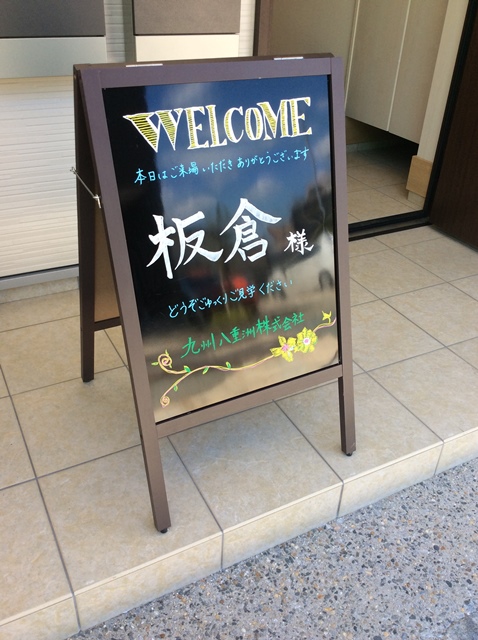 WELCOME
本日はご来場いただきありがとうございます
板倉様
どうぞごゆっくりご見学ください
九州八重洲株式会社